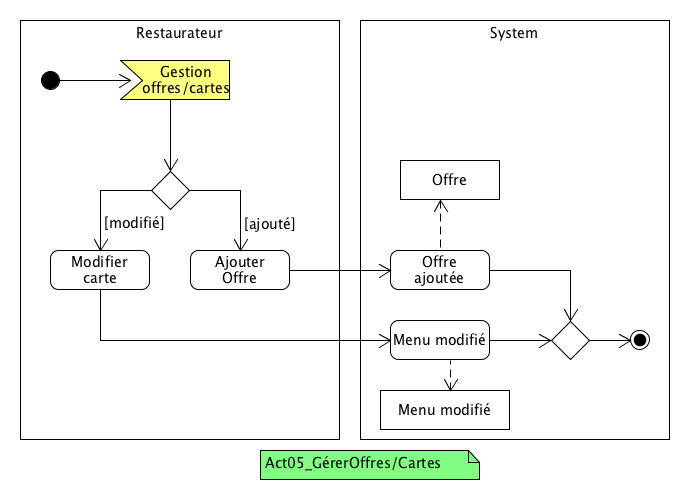 Restaurateur
System
Gestion
offres/cartes
Offre
[modifié]
[ajouté]
Modifier
carte
Ajouter
Offre
Offre
ajoutée
Menu modifié
Menu modifié
Act05_GérerOffres/Cartes